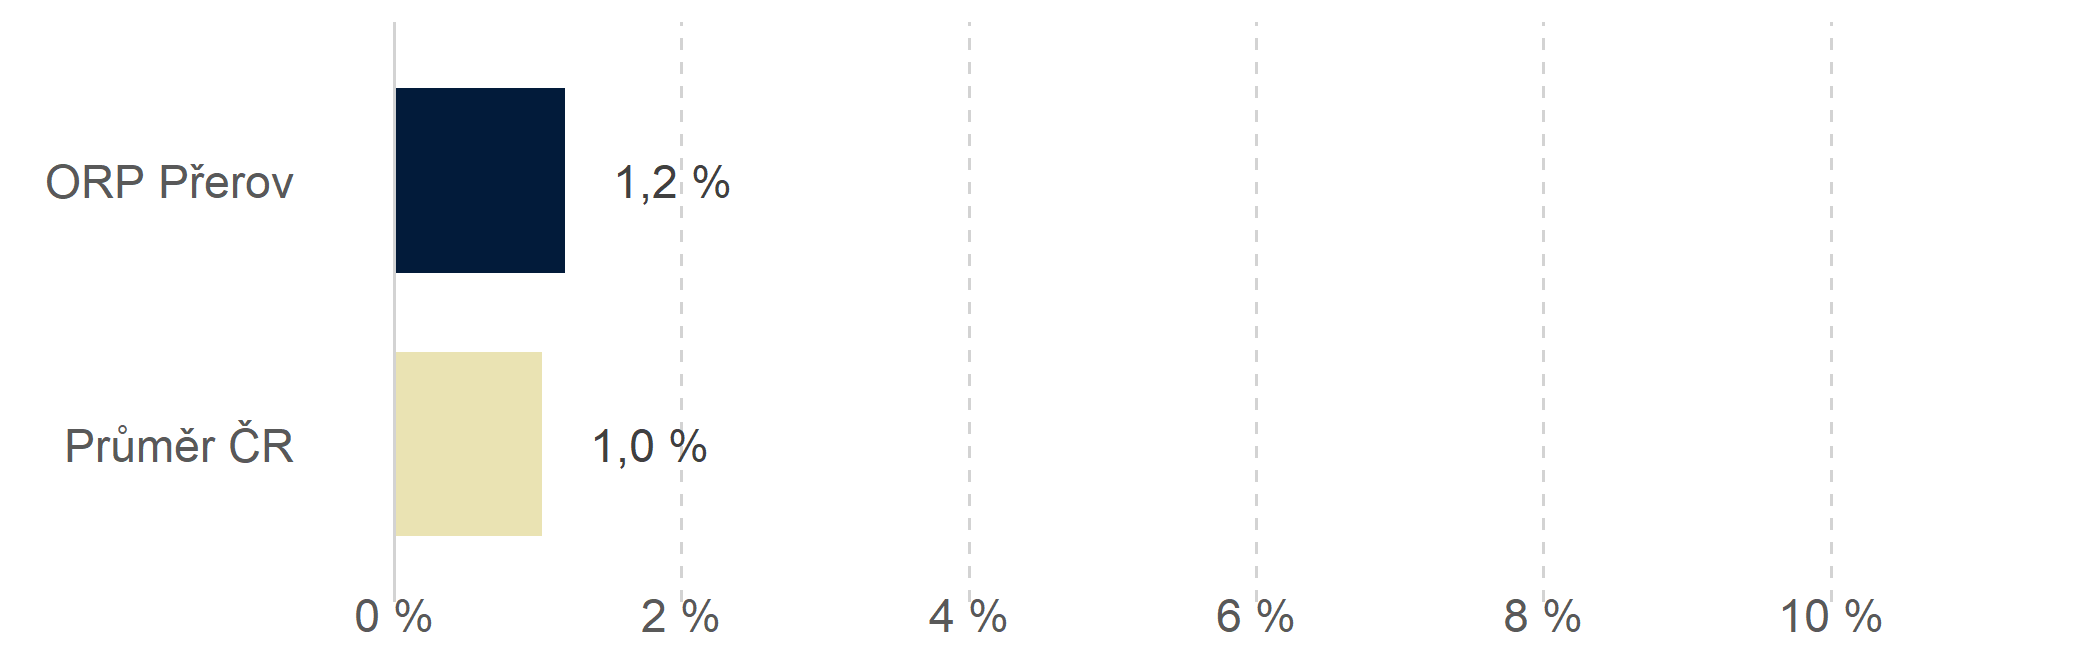 ORP Přerov 1,2 %
Průměr ČR 1,0 %
0 % 2 % 4 % 6 % 8 % 10 %